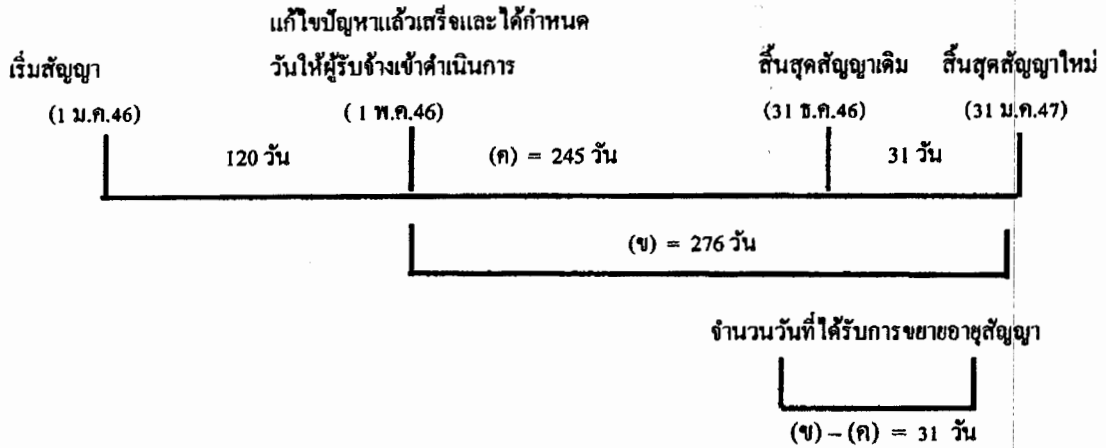 แก้ไขปัญหาแล้วเสร็จและได้กำหนด
เริ่มสัญญา วันให้ผู้รับจ้างเข้าดำเนินการ สิ้นสุดสัญญาเดิม สิ้นสุดสัญญาใหม่
(1 ม.ค.46) ( 1 พ.ค.46) (31 ธ.ค.46) (31 ม.ค.47)
120 วัน (ค) = 245 วัน 31 วัน
(ข) = 276 วัน
จำนวนวันที่ได้รับการขยายอายุสัญญา
(ข) – (ค) = 31 วัน